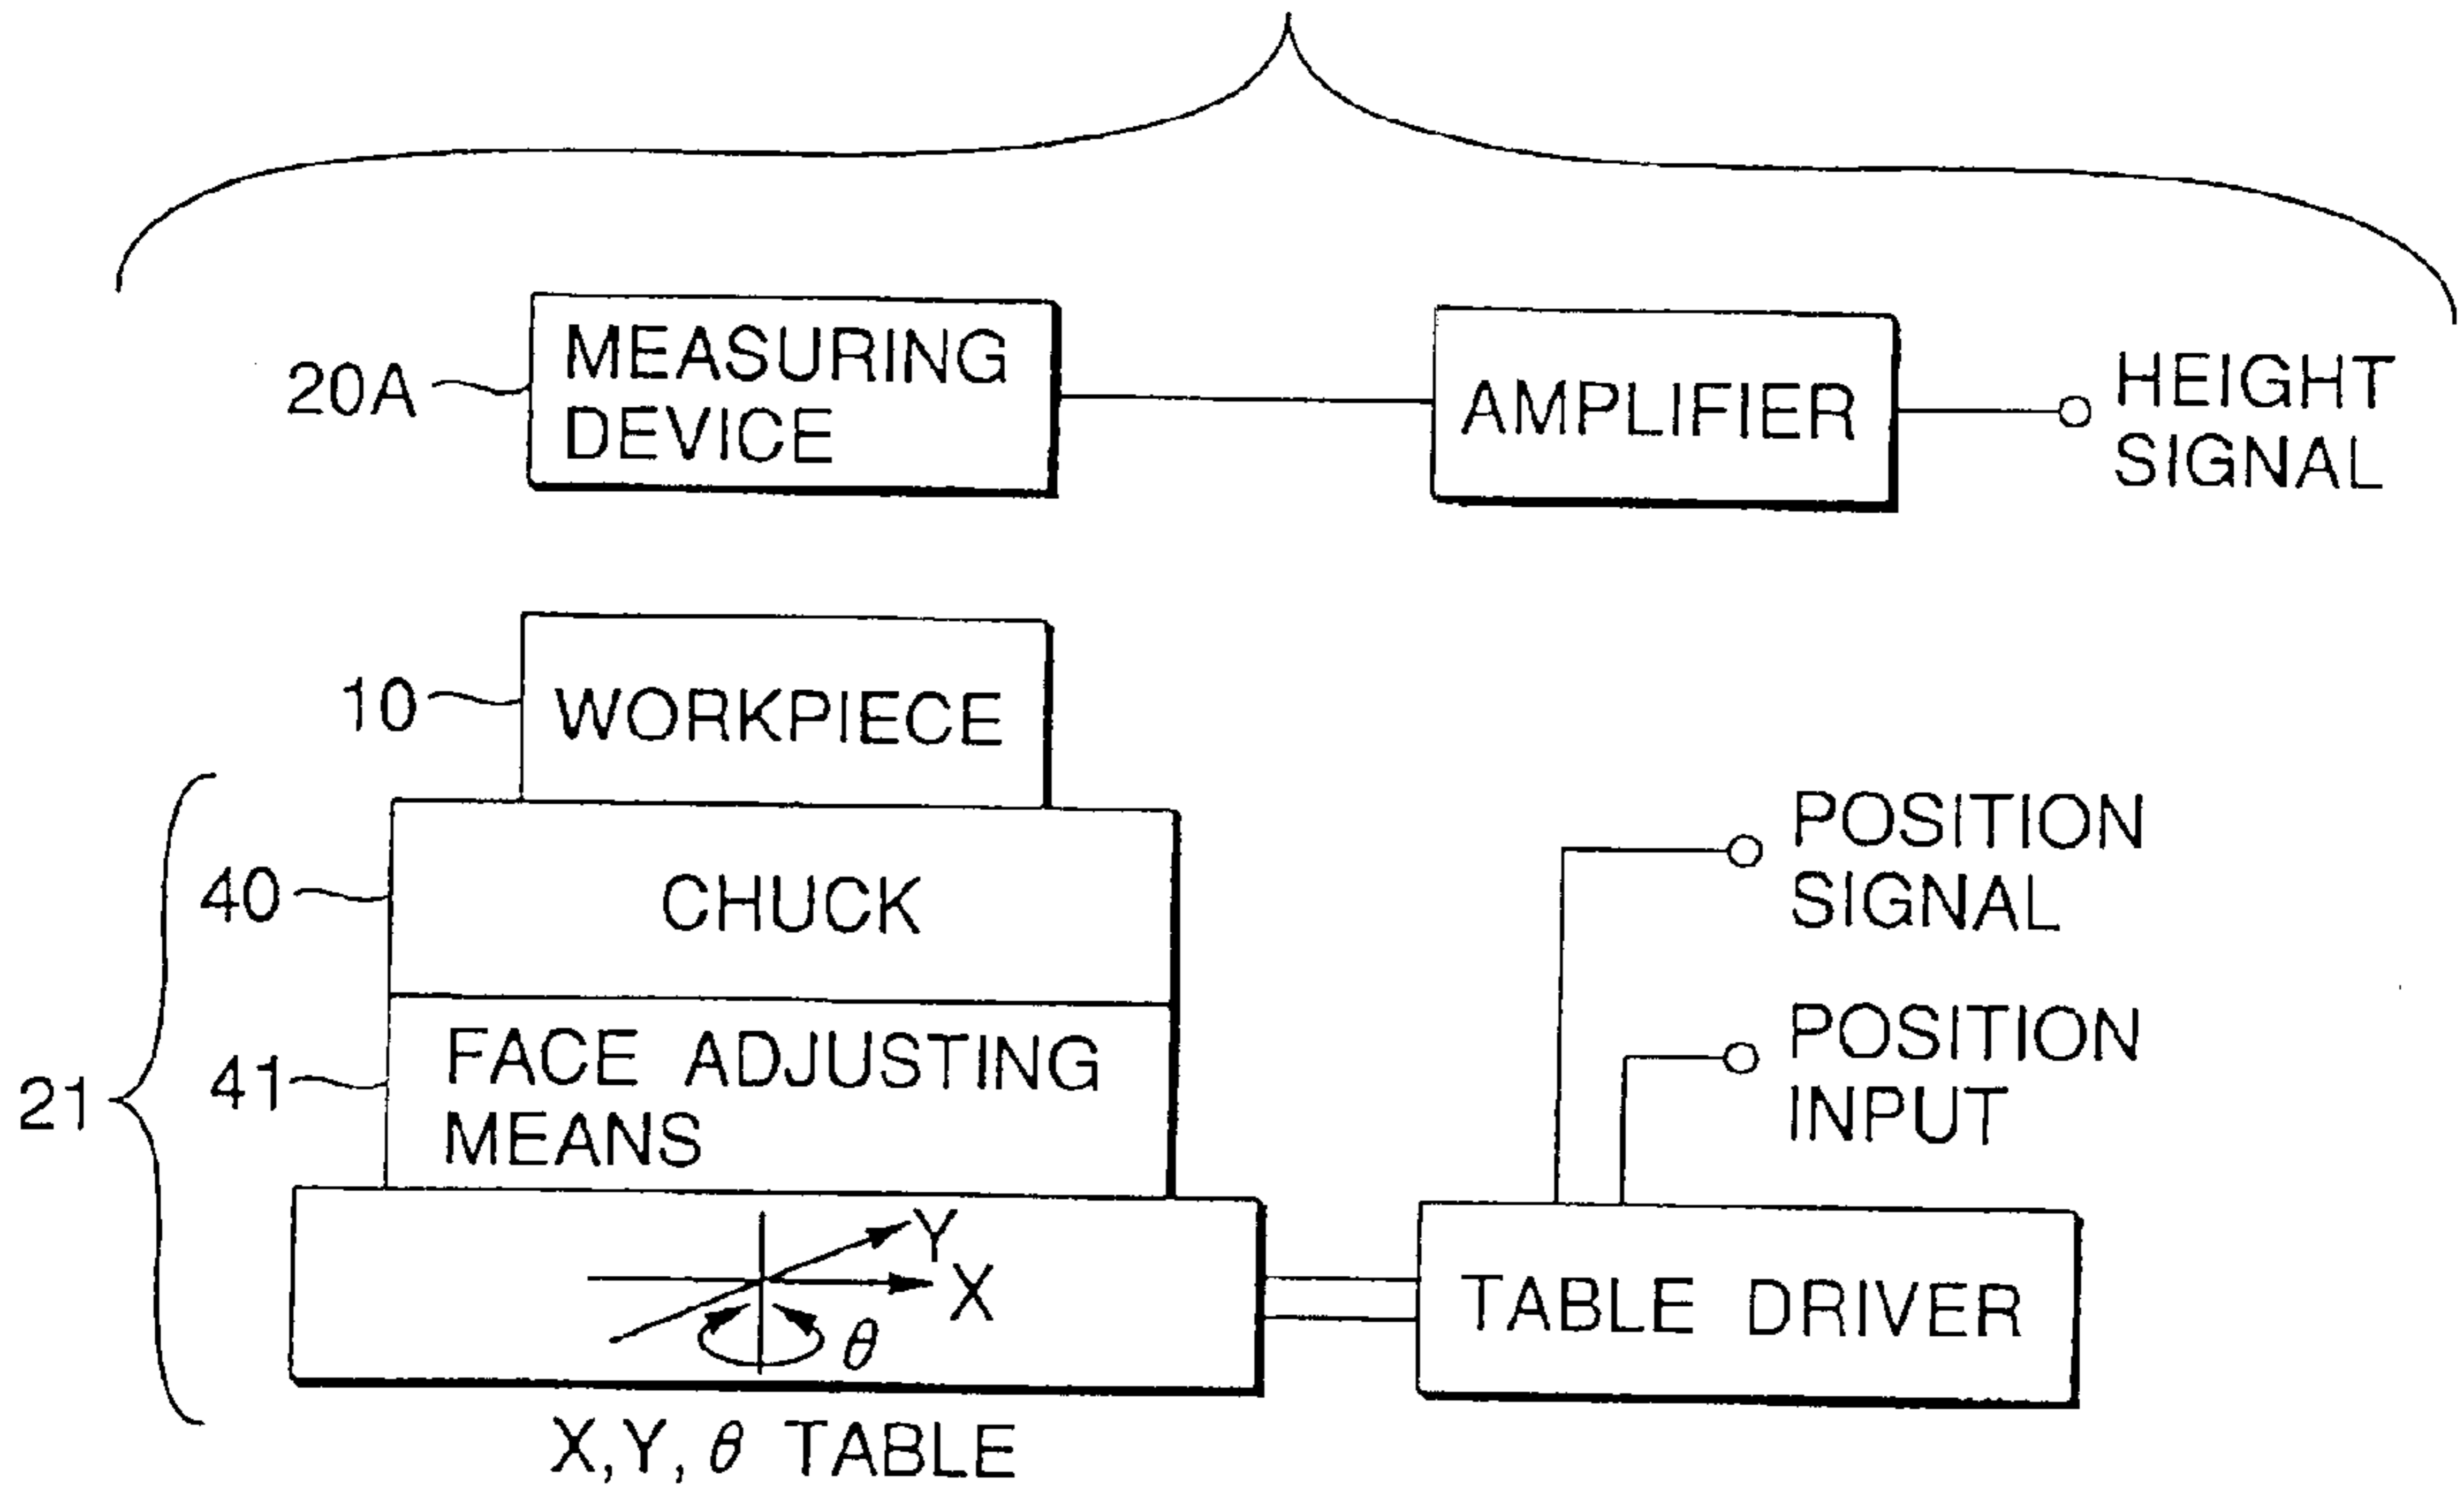 20A
MEASURING
DEVICE
AMPLIFIER
HEIGHT
SIGNAL
10
WORKPIECE
40
CHUCK
POSITION
SIGNAL
21
41
FACE ADJUSTING
MEANS
POSITION
INPUT
Y
X
θ
TABLE DRIVER
X,Y,θ TABLE